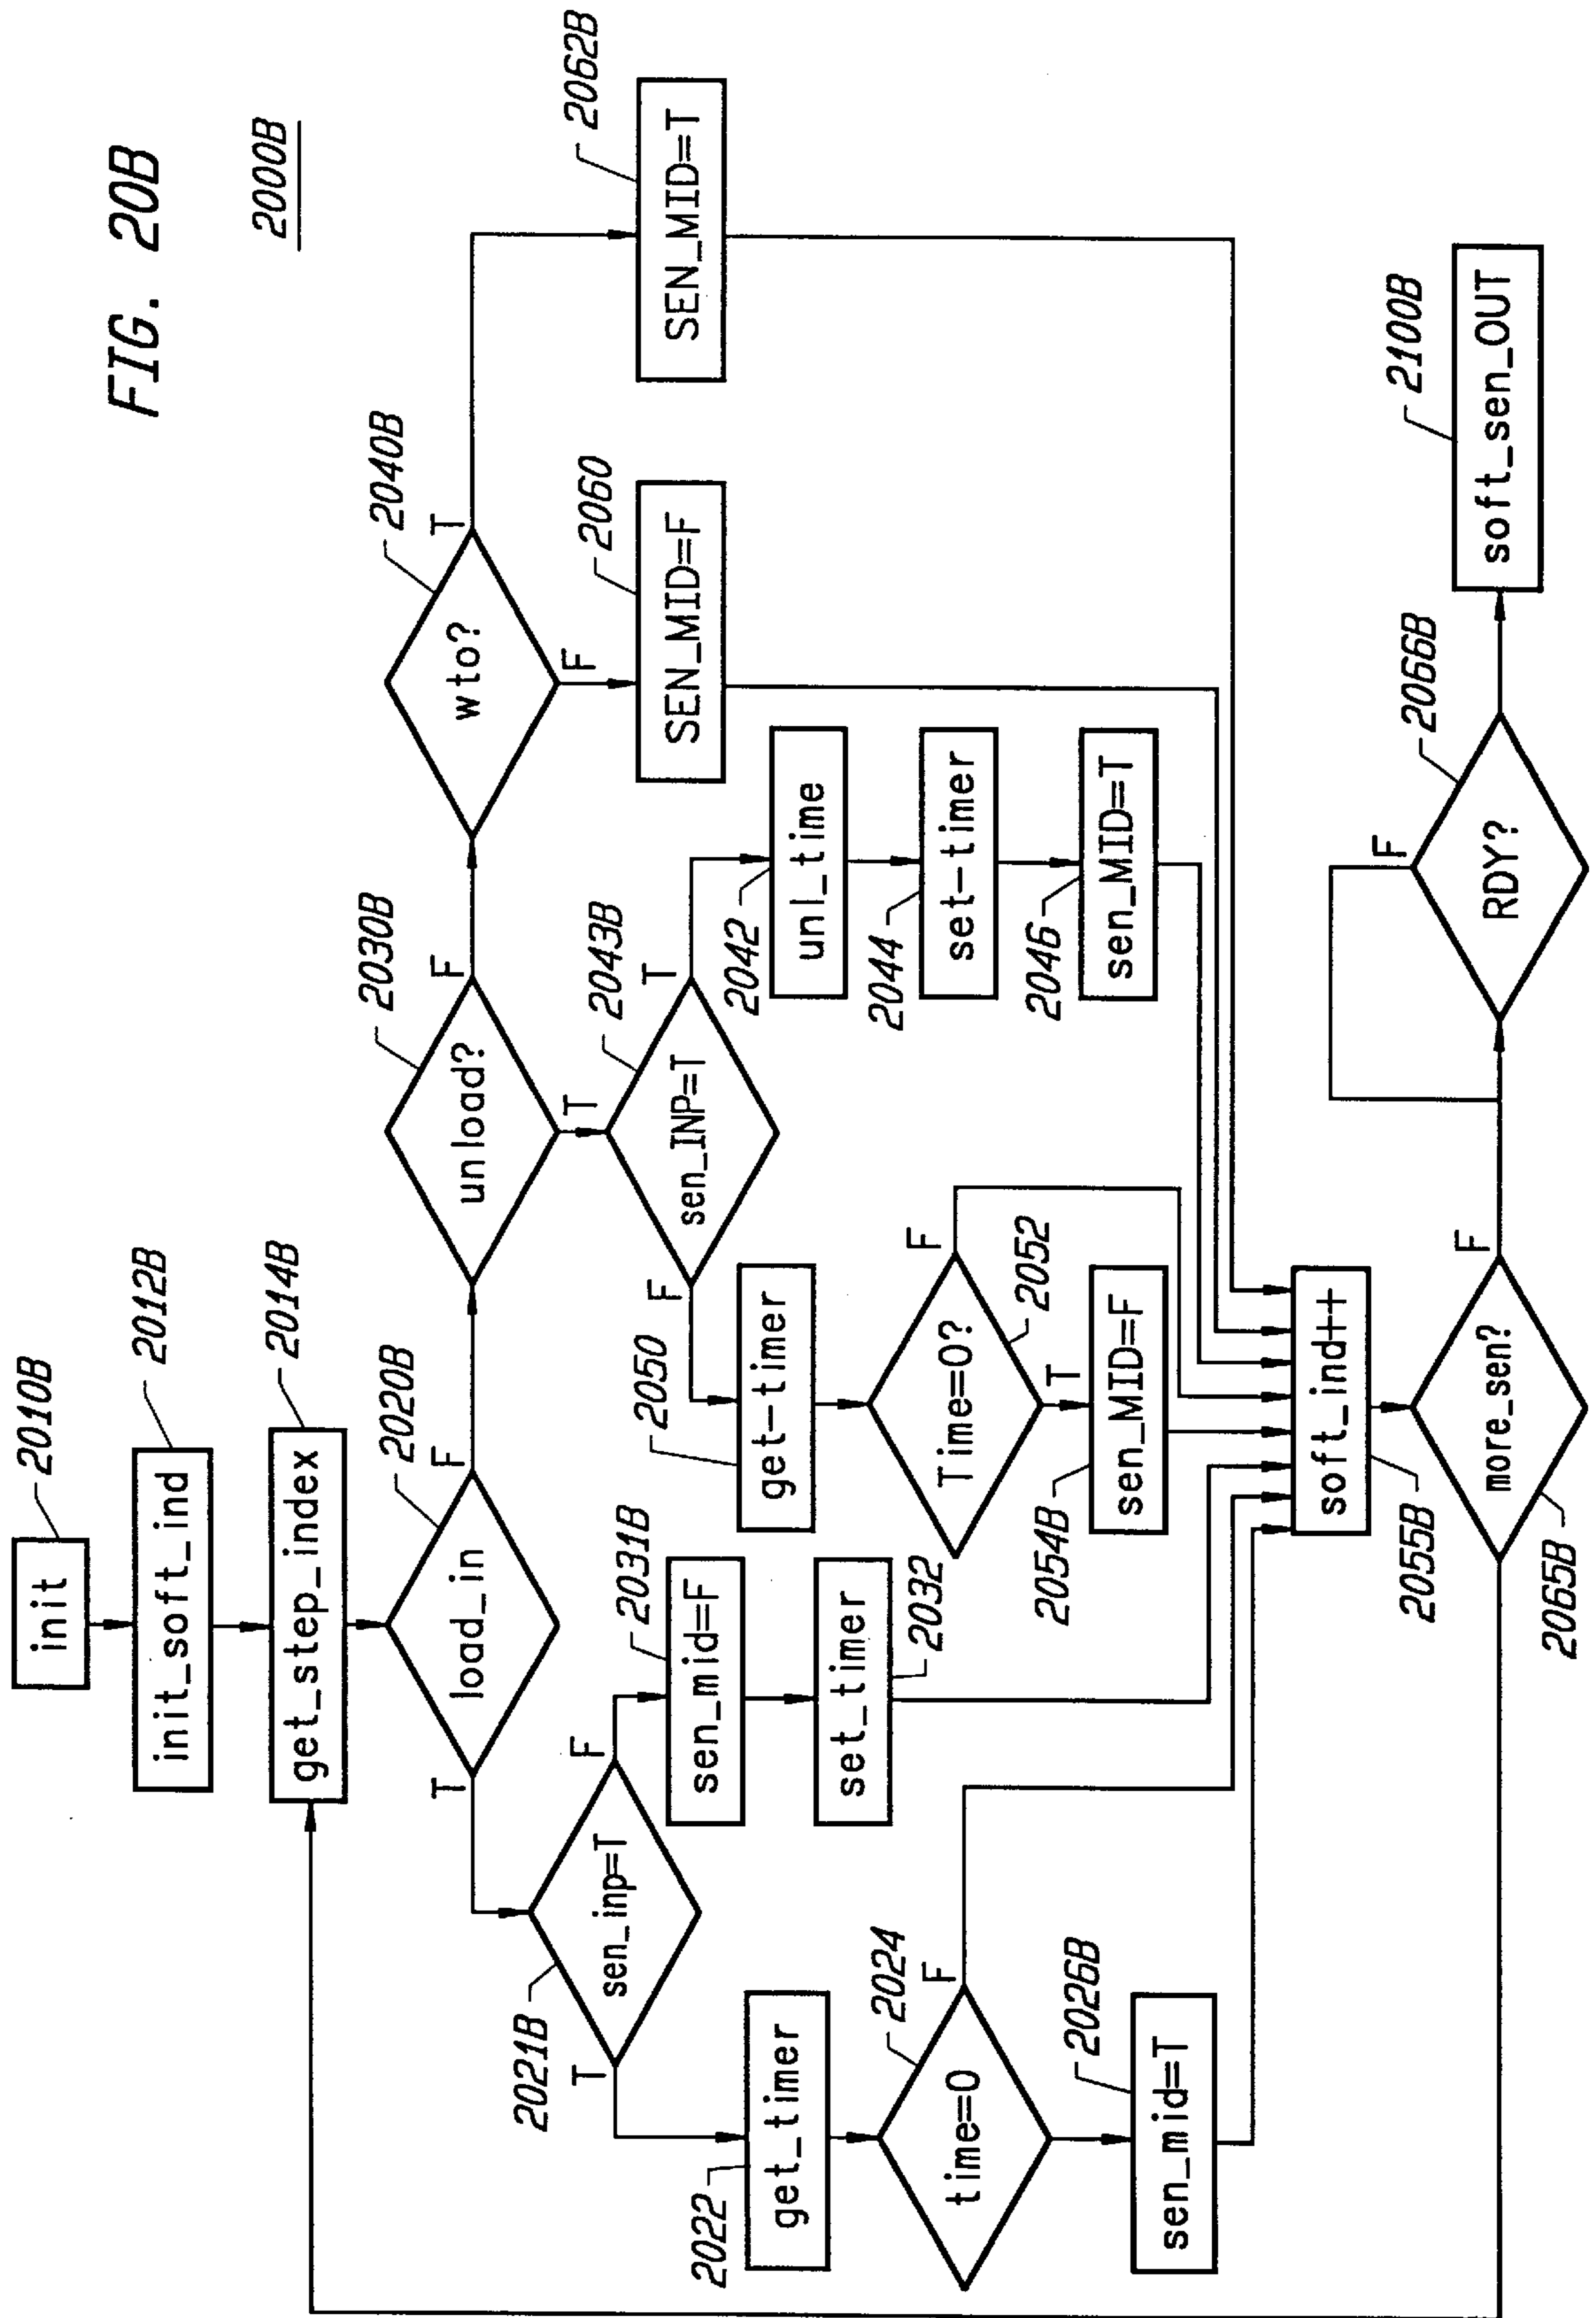 FIG. 20B
2000B
init
2010B
init_soft_ind
2012B
get_step_index
2014B
load_in
2020B
T
F
unload?
2030B
F
T
wto?
2040B
T
F
SEN_MID=F
2060
SEN_MID=T
2062B
sen_inp=T
2021B
T
F
sen_mid=F
2031B
set_timer
2032
get_timer
2022
time=0
2024
F
sen_mid=T
2026B
sen_INP=T
2043B
F
T
get-timer
2050
Time=0?
2052
F
T
sen_MID=F
2054B
unl_time
2042
set-timer
2044
sen_MID=T
2046
soft_ind++
2055B
more_sen?
2065B
F
RDY?
2066B
F
soft_sen_OUT
2100B